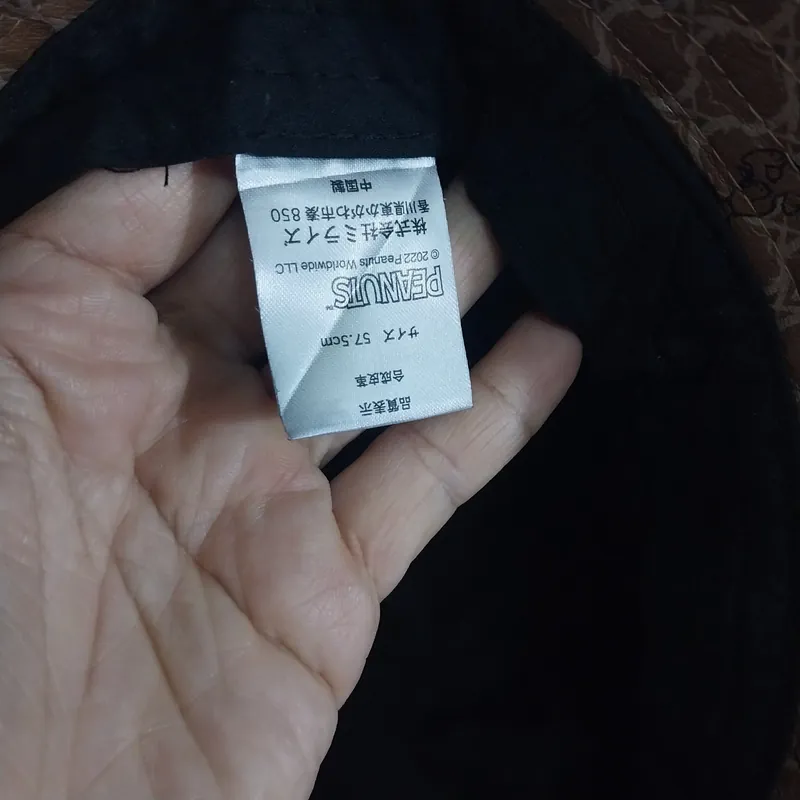 品質表示
合成皮革
サイズ 57.5cm
PEANUTS™
© 2022 Peanuts Worldwide LLC
株式会社ミライズ
香川県東かがわ市湊 850
中国製